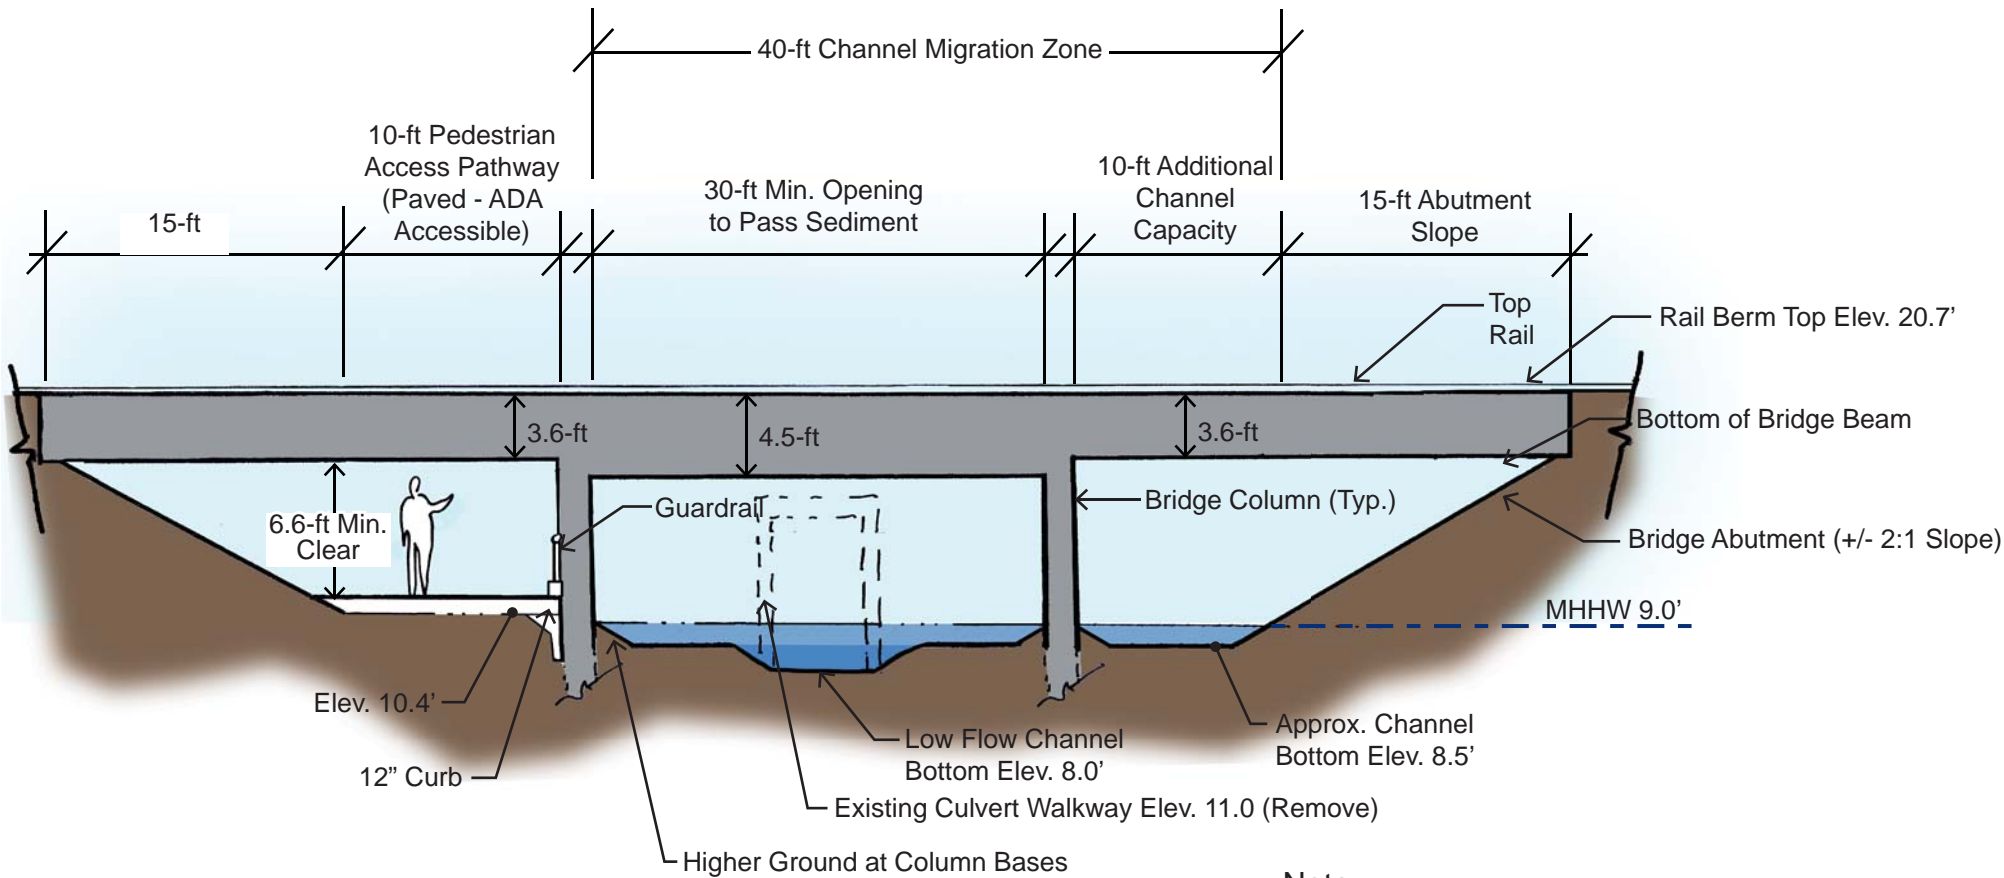 40-ft Channel Migration Zone
10-ft Pedestrian
Access Pathway
(Paved - ADA
Accessible)
15-ft
30-ft Min. Opening
to Pass Sediment
10-ft Additional
Channel
Capacity
15-ft Abutment
Slope
Top
Rail
Rail Berm Top Elev. 20.7’
3.6-ft
4.5-ft
3.6-ft
Bottom of Bridge Beam
6.6-ft Min.
Clear
Guardrail
Bridge Column (Typ.)
Bridge Abutment (+/- 2:1 Slope)
MHHW 9.0’
Elev. 10.4’
12” Curb
Low Flow Channel
Bottom Elev. 8.0’
Approx. Channel
Bottom Elev. 8.5’
Existing Culvert Walkway Elev. 11.0 (Remove)
Higher Ground at Column Bases